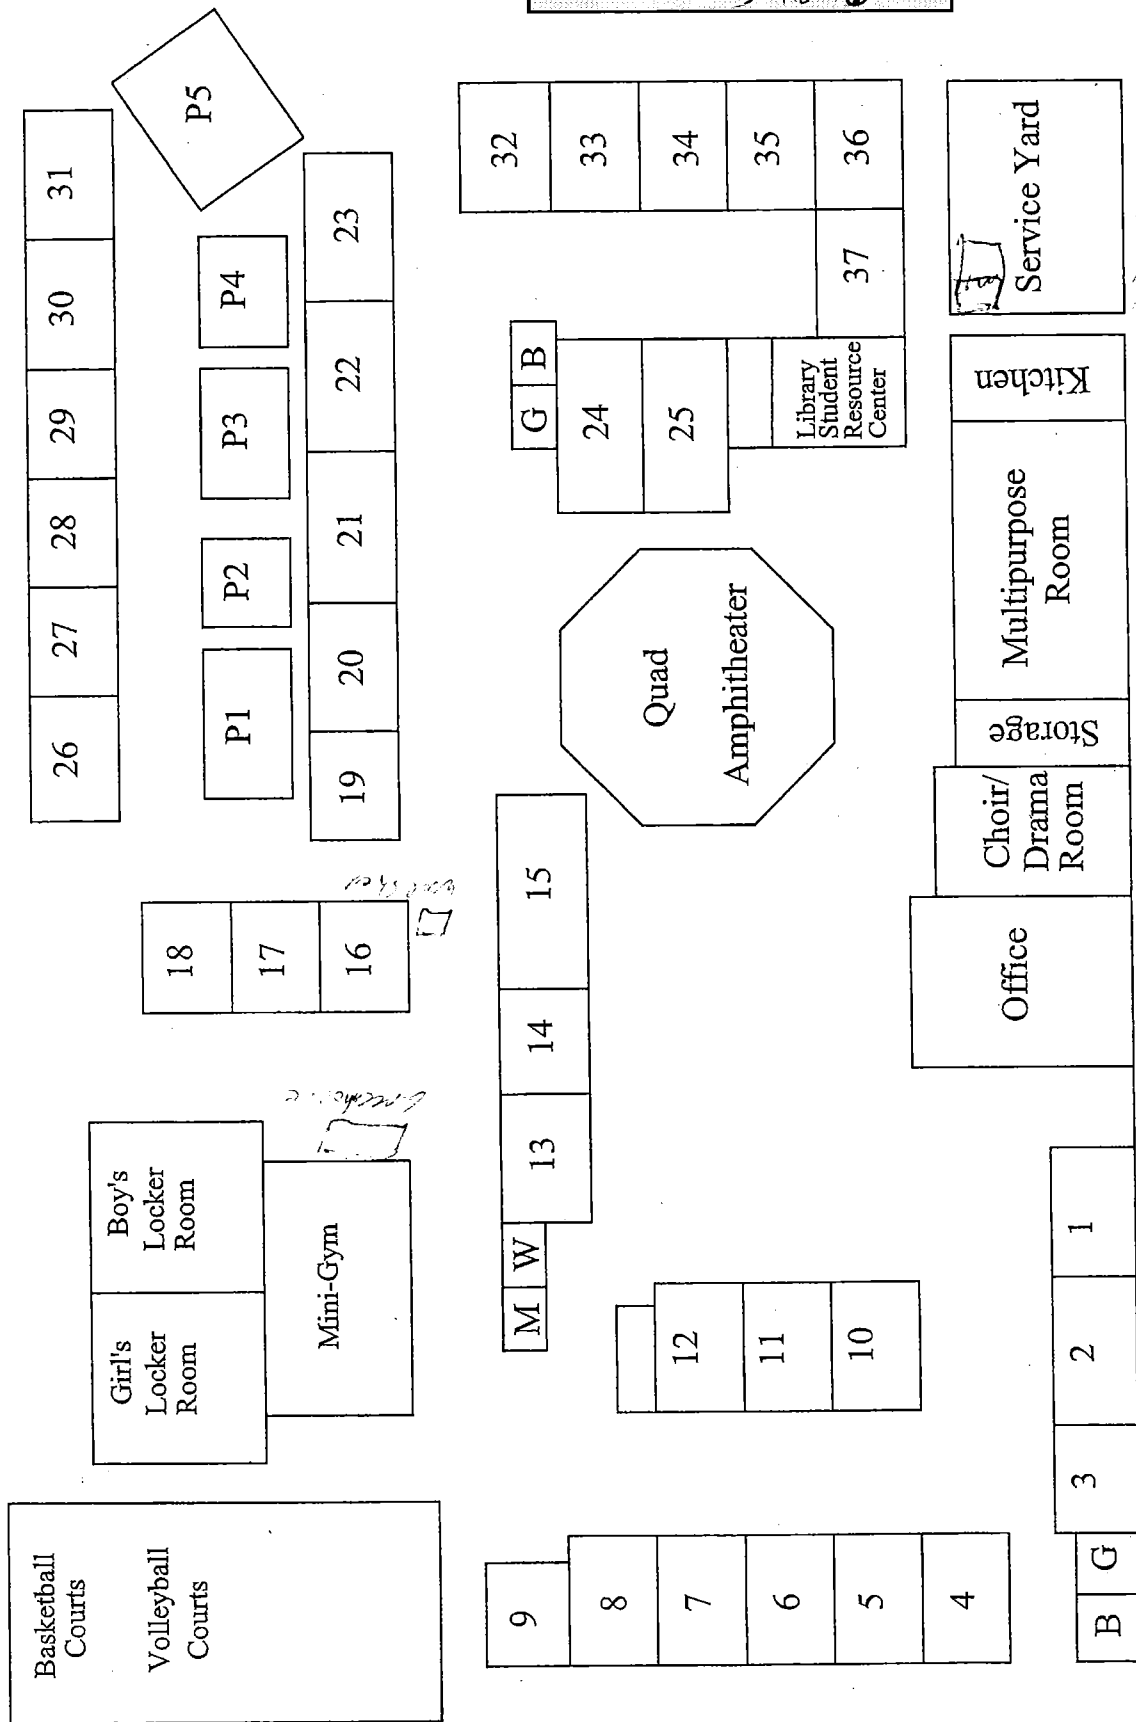 Basketball
Courts
Volleyball
Courts
Girl's
Locker
Room
Boy's
Locker
Room
Mini-Gym
Greenhouse
18
17
16
26
27
28
29
30
31
P1
P2
P3
P4
P5
19
20
21
22
23
M
W
13
14
15
9
8
7
6
5
4
12
11
10
Quad
Amphitheater
G
B
24
25
Library
Student
Resource
Center
32
33
34
35
36
37
B
G
3
2
1
Office
Choir/
Drama
Room
Storage
Multipurpose
Room
Kitchen
Service Yard